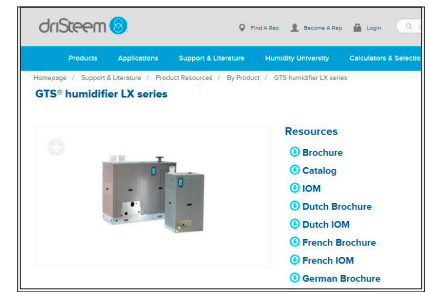 driSteem
Find A Rep Become A Rep Login
Products Applications Support & Literature Humidity University Calculators & Selectio
Homepage / Support & Literature / Product Resources / By Product / GTS humidifier LX series
GTS® humidifier LX series
Resources
Brochure
Catalog
IOM
Dutch Brochure
Dutch IOM
French Brochure
French IOM
German Brochure